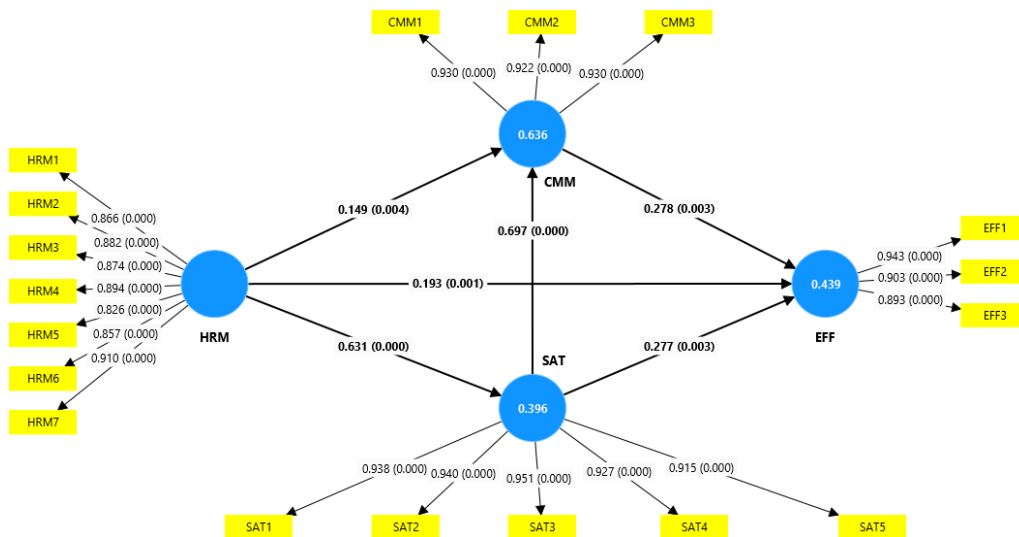 CMM1
CMM2
CMM3
0.930 (0.000)
0.922 (0.000)
0.930 (0.000)
0.636
CMM
HRM1
HRM2
HRM3
HRM4
HRM5
HRM6
HRM7
0.866 (0.000)
0.882 (0.000)
0.874 (0.000)
0.894 (0.000)
0.826 (0.000)
0.857 (0.000)
0.910 (0.000)
HRM
0.149 (0.004)
0.697 (0.000)
0.278 (0.003)
0.193 (0.001)
0.631 (0.000)
0.277 (0.003)
0.439
EFF
0.943 (0.000)
0.903 (0.000)
0.893 (0.000)
EFF1
EFF2
EFF3
SAT
0.396
0.938 (0.000)
0.940 (0.000)
0.951 (0.000)
0.927 (0.000)
0.915 (0.000)
SAT1
SAT2
SAT3
SAT4
SAT5